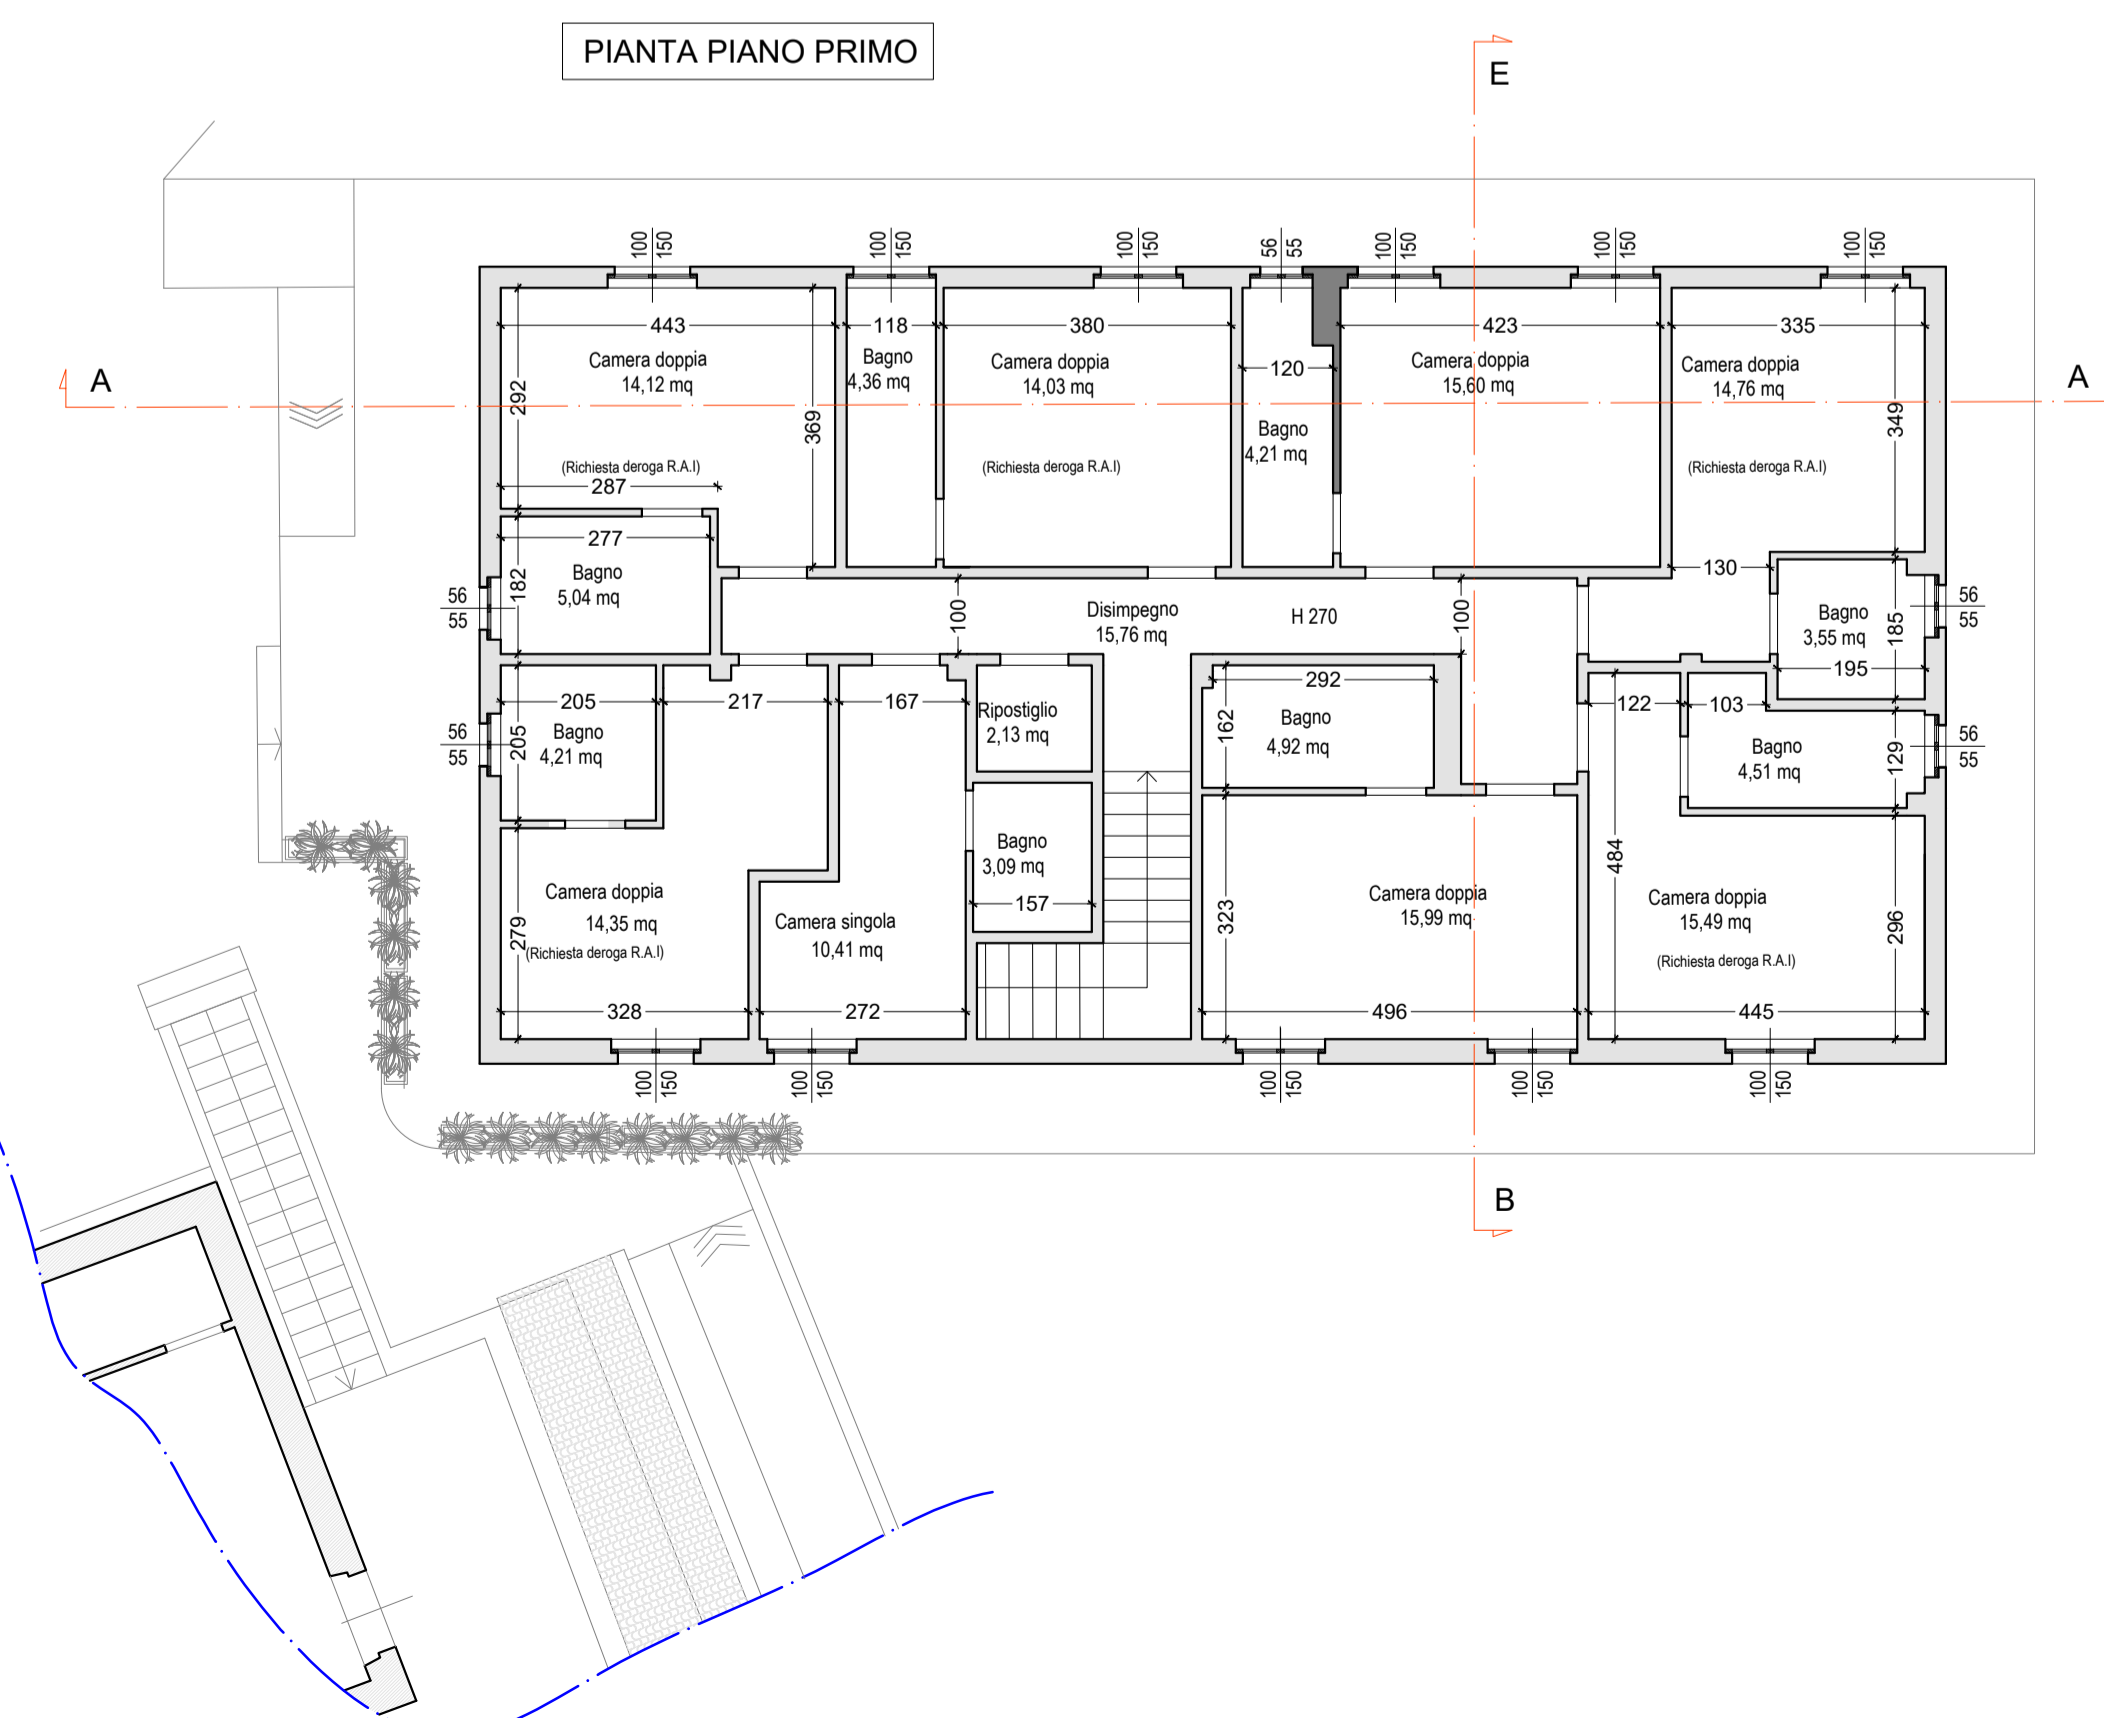 PIANTA PIANO PRIMO
E
100
150
100
150
100
150
56
55
100
150
100
150
100
150
443
118
380
423
335
Camera doppia
14,12 mq
Bagno
4,36 mq
Camera doppia
14,03 mq
120
Camera doppia
15,60 mq
Camera doppia
14,76 mq
A
A
292
369
349
Bagno
4,21 mq
(Richiesta deroga R.A.I)
(Richiesta deroga R.A.I)
(Richiesta deroga R.A.I)
287
277
130
Bagno
5,04 mq
182
56
55
100
Disimpegno
15,76 mq
H 270
100
Bagno
3,55 mq
185
56
55
195
205
217
167
Ripostiglio
2,13 mq
292
162
Bagno
4,92 mq
122
103
Bagno
4,21 mq
205
56
55
Bagno
4,51 mq
129
56
55
Bagno
3,09 mq
157
484
Camera doppia
14,35 mq
(Richiesta deroga R.A.I)
279
Camera singola
10,41 mq
323
Camera doppia
15,99 mq
Camera doppia
15,49 mq
(Richiesta deroga R.A.I)
296
328
272
496
445
100
150
100
150
100
150
100
150
100
150
B